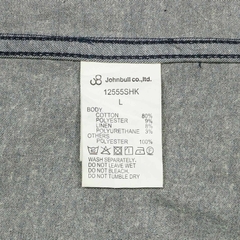 Johnbull co.,ltd.
12555SHK
L
BODY
COTTON 80%
POLYESTER 9%
LINEN 8%
POLYURETHANE 3%
OTHERS
POLYESTER 100%
WASH SEPARATELY.
DO NOT LEAVE WET.
DO NOT BLEACH.
DO NOT TUMBLE DRY